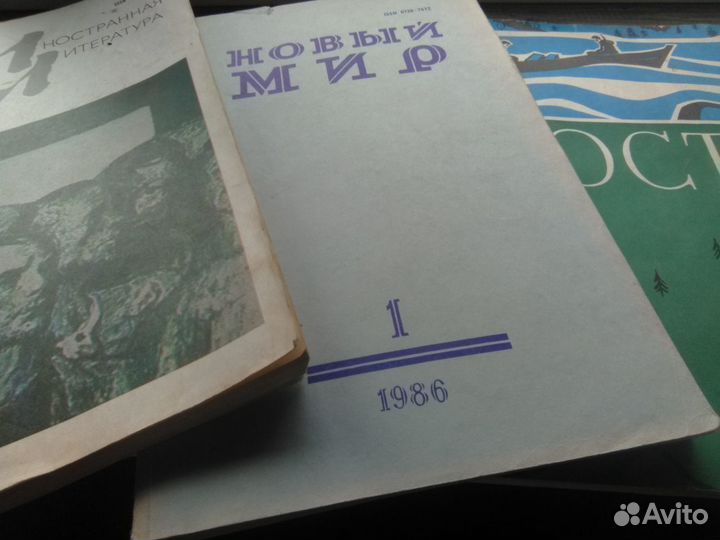 ИНОСТРАННАЯ
ЛИТЕРАТУРА
НОВЫЙ
МИР
1
1986
ОСТ
Avito